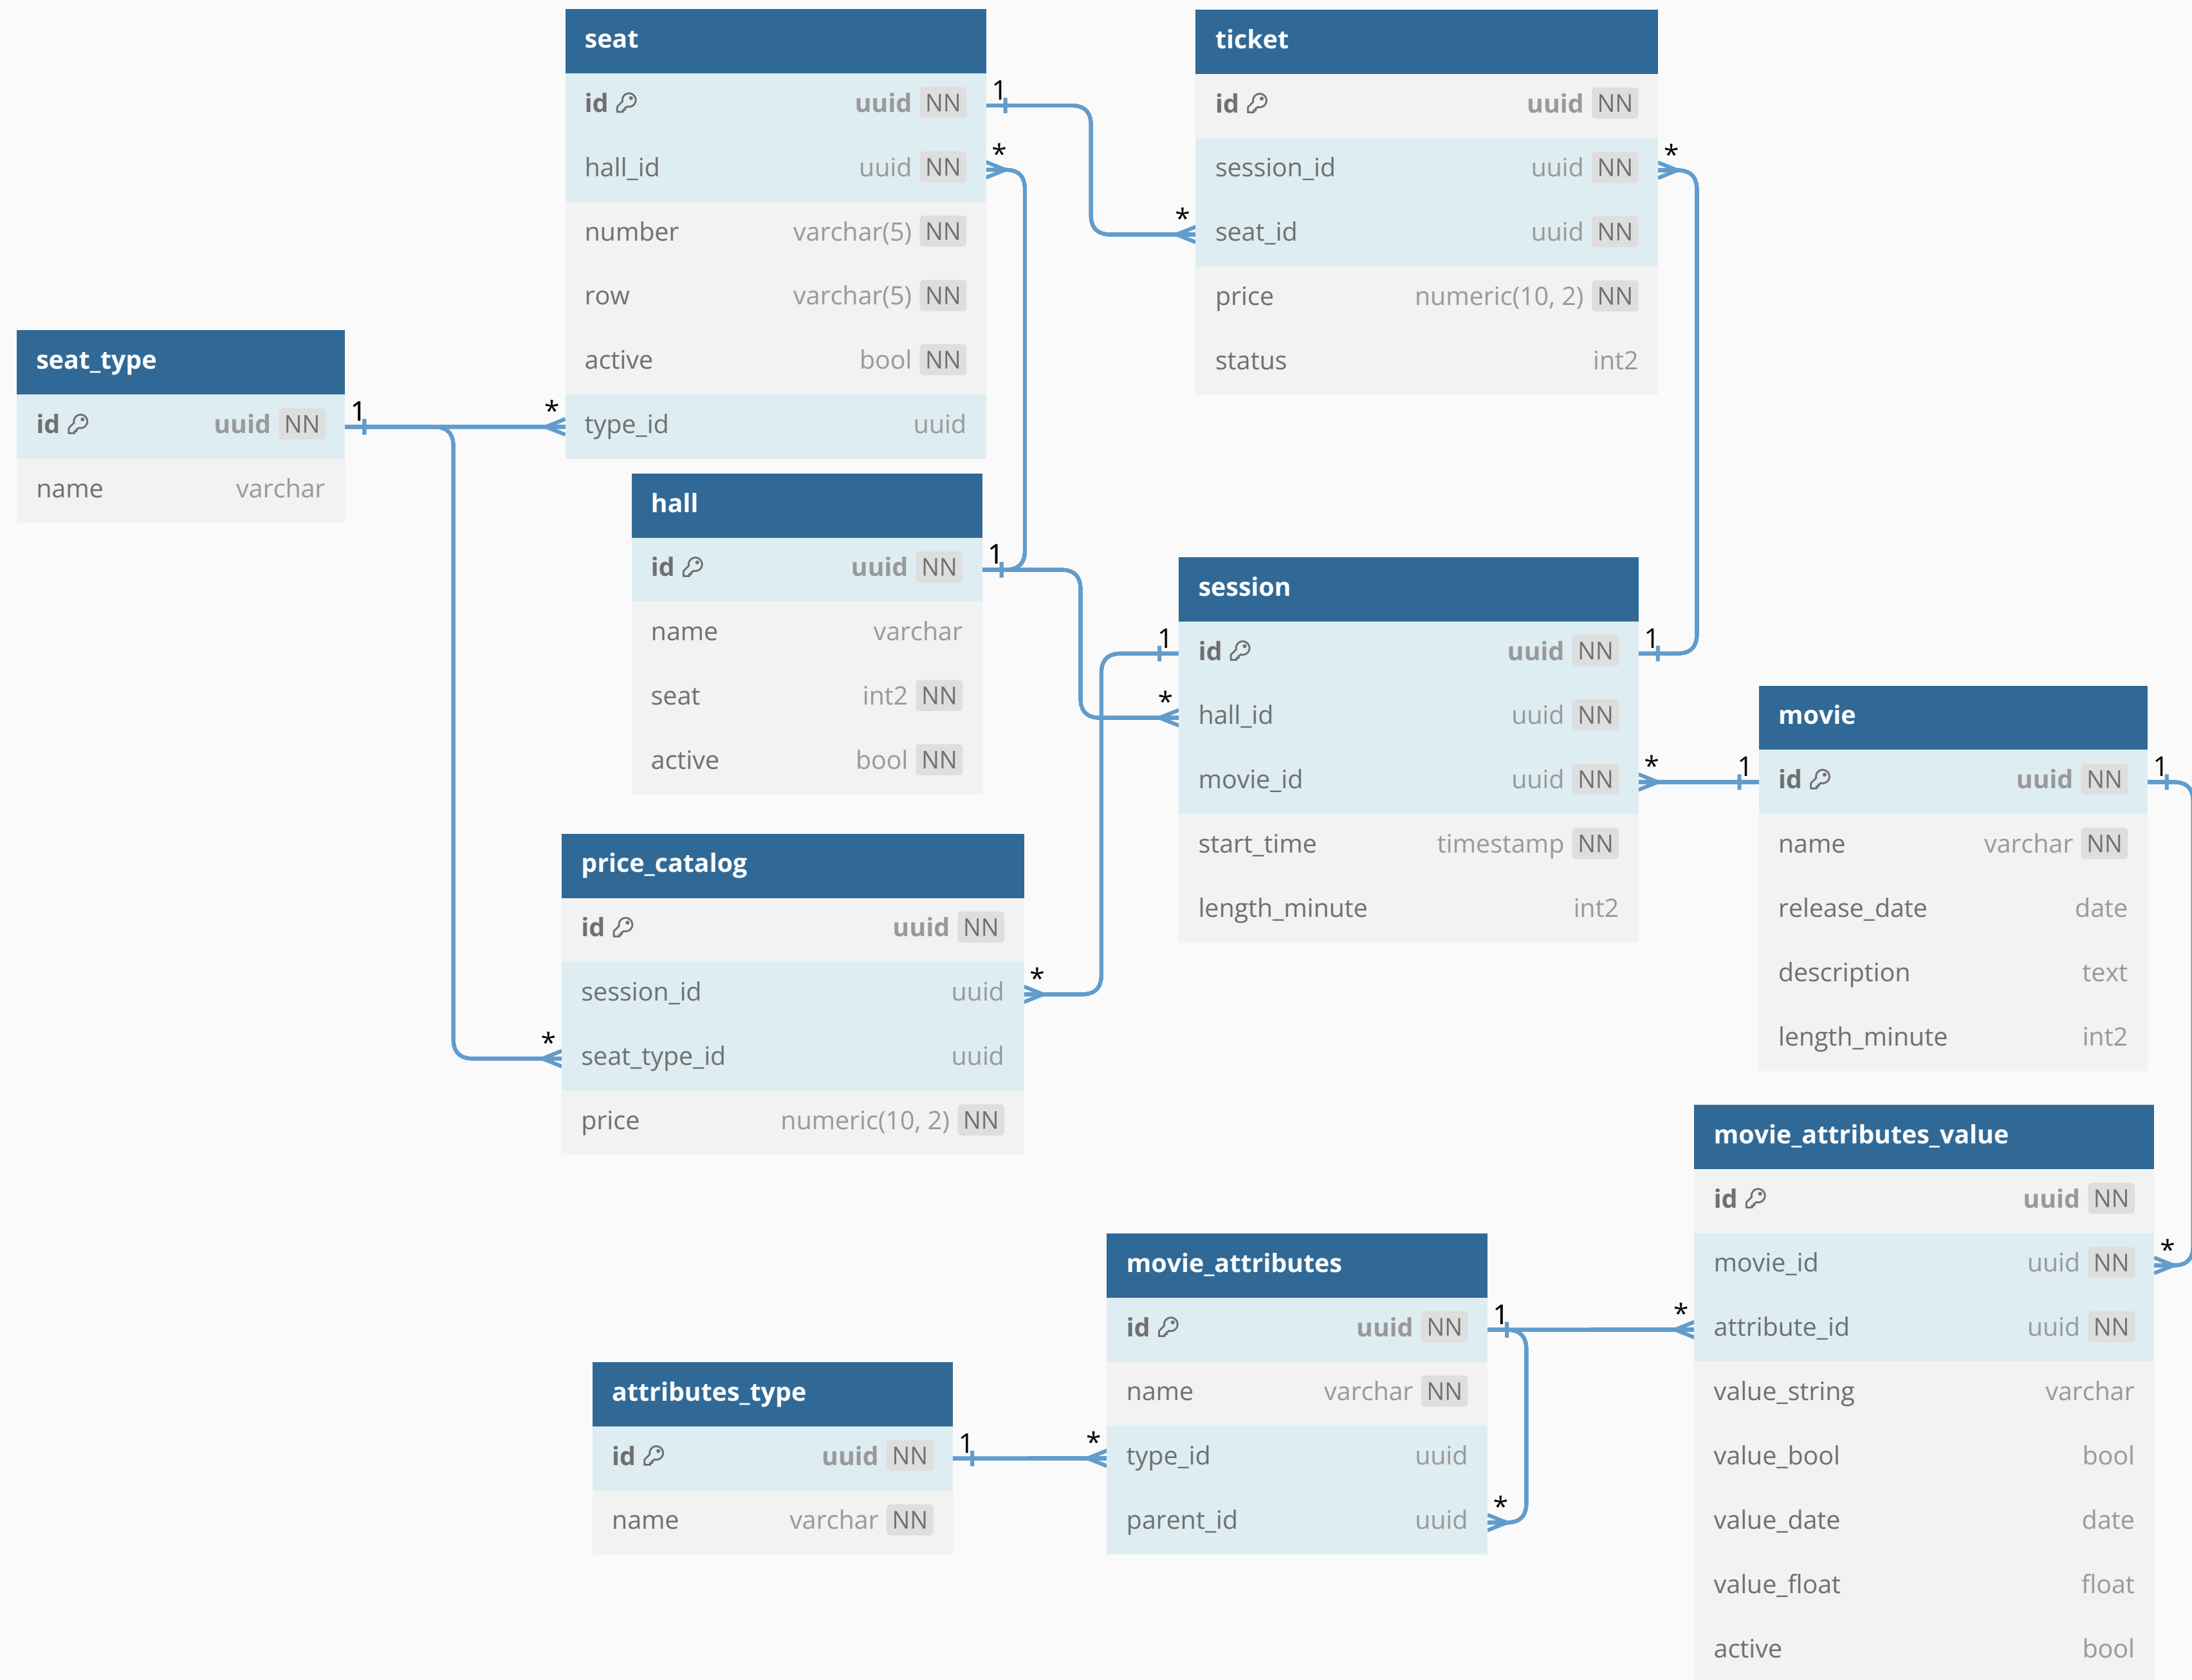 seat
id uuid NN
hall_id uuid NN
number varchar(5) NN
row varchar(5) NN
active bool NN
type_id uuid
1
*
*
ticket
id uuid NN
session_id uuid NN
seat_id uuid NN
price numeric(10, 2) NN
status int2
*
*
seat_type
id uuid NN
name varchar
1
hall
id uuid NN
name varchar
seat int2 NN
active bool NN
1
session
id uuid NN
hall_id uuid NN
movie_id uuid NN
start_time timestamp NN
length_minute int2
1
1
*
*
movie
id uuid NN
name varchar NN
release_date date
description text
length_minute int2
1
1
price_catalog
id uuid NN
session_id uuid
seat_type_id uuid
price numeric(10, 2) NN
*
*
movie_attributes_value
id uuid NN
movie_id uuid NN
attribute_id uuid NN
value_string varchar
value_bool bool
value_date date
value_float float
active bool
*
*
movie_attributes
id uuid NN
name varchar NN
type_id uuid
parent_id uuid
1
*
*
attributes_type
id uuid NN
name varchar NN
1